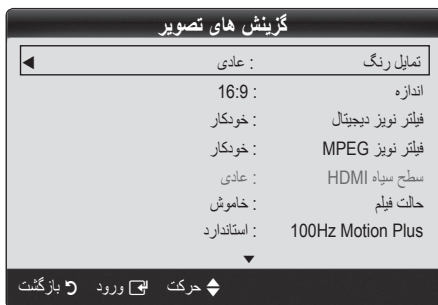 گزینش های تصویر
تمایل رنگ : عادی
اندازه : 16:9
فیلتر نویز دیجیتال : خودکار
فیلتر نویز MPEG : خودکار
سطح سیاه HDMI : عادی
حالت فیلم : خاموش
100Hz Motion Plus : استاندارد
حرکت ورود بازگشت